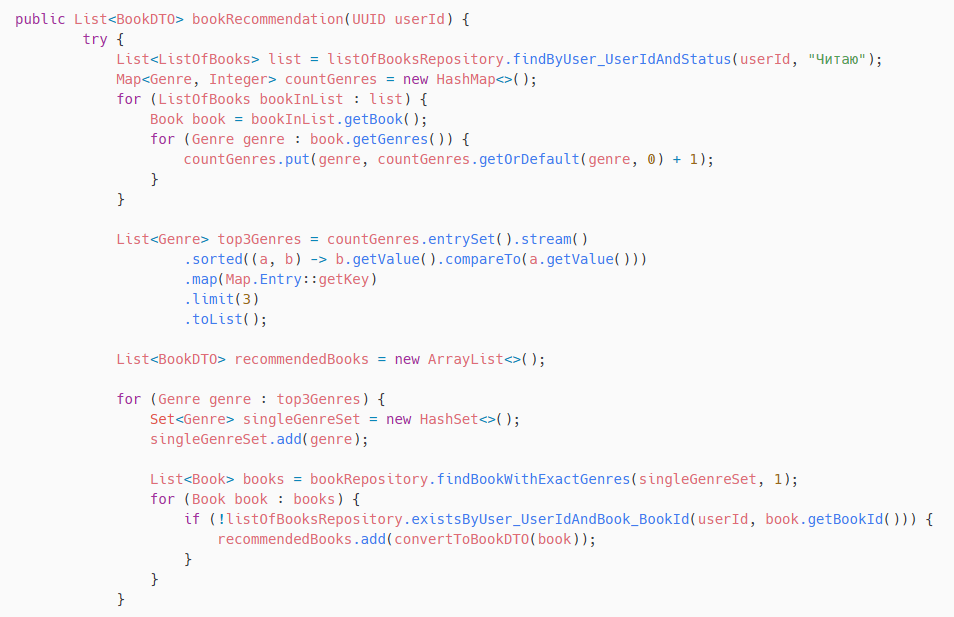 public List<BookDTO> bookRecommendation(UUID userId) {
        try {
            List<ListOfBooks> list = listOfBooksRepository.findByUser_UserIdAndStatus(userId, "Читаю");
            Map<Genre, Integer> countGenres = new HashMap<>();
            for (ListOfBooks bookInList : list) {
                Book book = bookInList.getBook();
                for (Genre genre : book.getGenres()) {
                    countGenres.put(genre, countGenres.getOrDefault(genre, 0) + 1);
                }
            }

            List<Genre> top3Genres = countGenres.entrySet().stream()
                    .sorted((a, b) -> b.getValue().compareTo(a.getValue()))
                    .map(Map.Entry::getKey)
                    .limit(3)
                    .toList();

            List<BookDTO> recommendedBooks = new ArrayList<>();

            for (Genre genre : top3Genres) {
                Set<Genre> singleGenreSet = new HashSet<>();
                singleGenreSet.add(genre);

                List<Book> books = bookRepository.findBookWithExactGenres(singleGenreSet, 1);
                for (Book book : books) {
                    if (!listOfBooksRepository.existsByUser_UserIdAndBook_BookId(userId, book.getBookId())) {
                        recommendedBooks.add(convertToBookDTO(book));
                    }
                }
            }